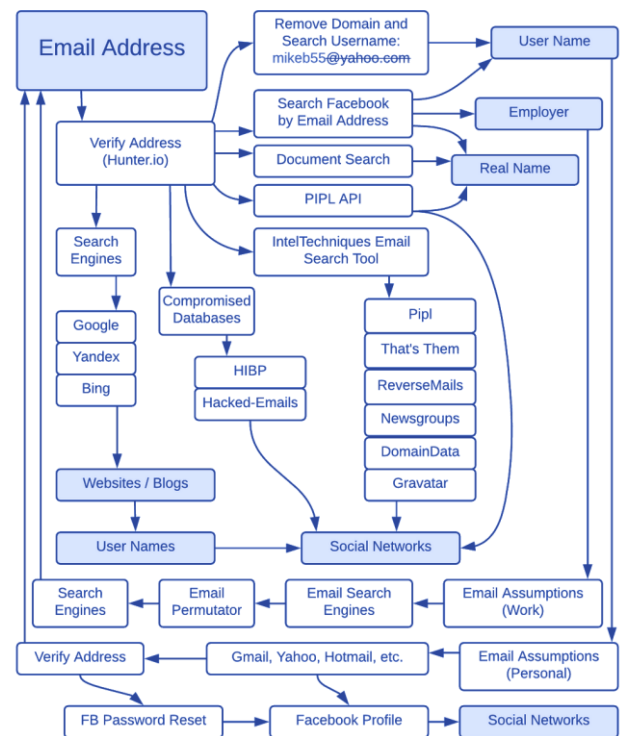 Email Address
Remove Domain and
Search Username:
mikeb55@yahoo.com
User Name
Verify Address
(Hunter.io)
Search Facebook
by Email Address
Employer
Document Search
Real Name
PIPL API
Search
Engines
IntelTechniques Email
Search Tool
Compromised
Databases
Google
Yandex
Bing
Pipl
That's Them
ReverseMails
Newsgroups
DomainData
Gravatar
HIBP
Hacked-Emails
Websites / Blogs
User Names
Social Networks
Search
Engines
Email
Permutator
Email Search
Engines
Email Assumptions
(Work)
Verify Address
Gmail, Yahoo, Hotmail, etc.
Email Assumptions
(Personal)
FB Password Reset
Facebook Profile
Social Networks